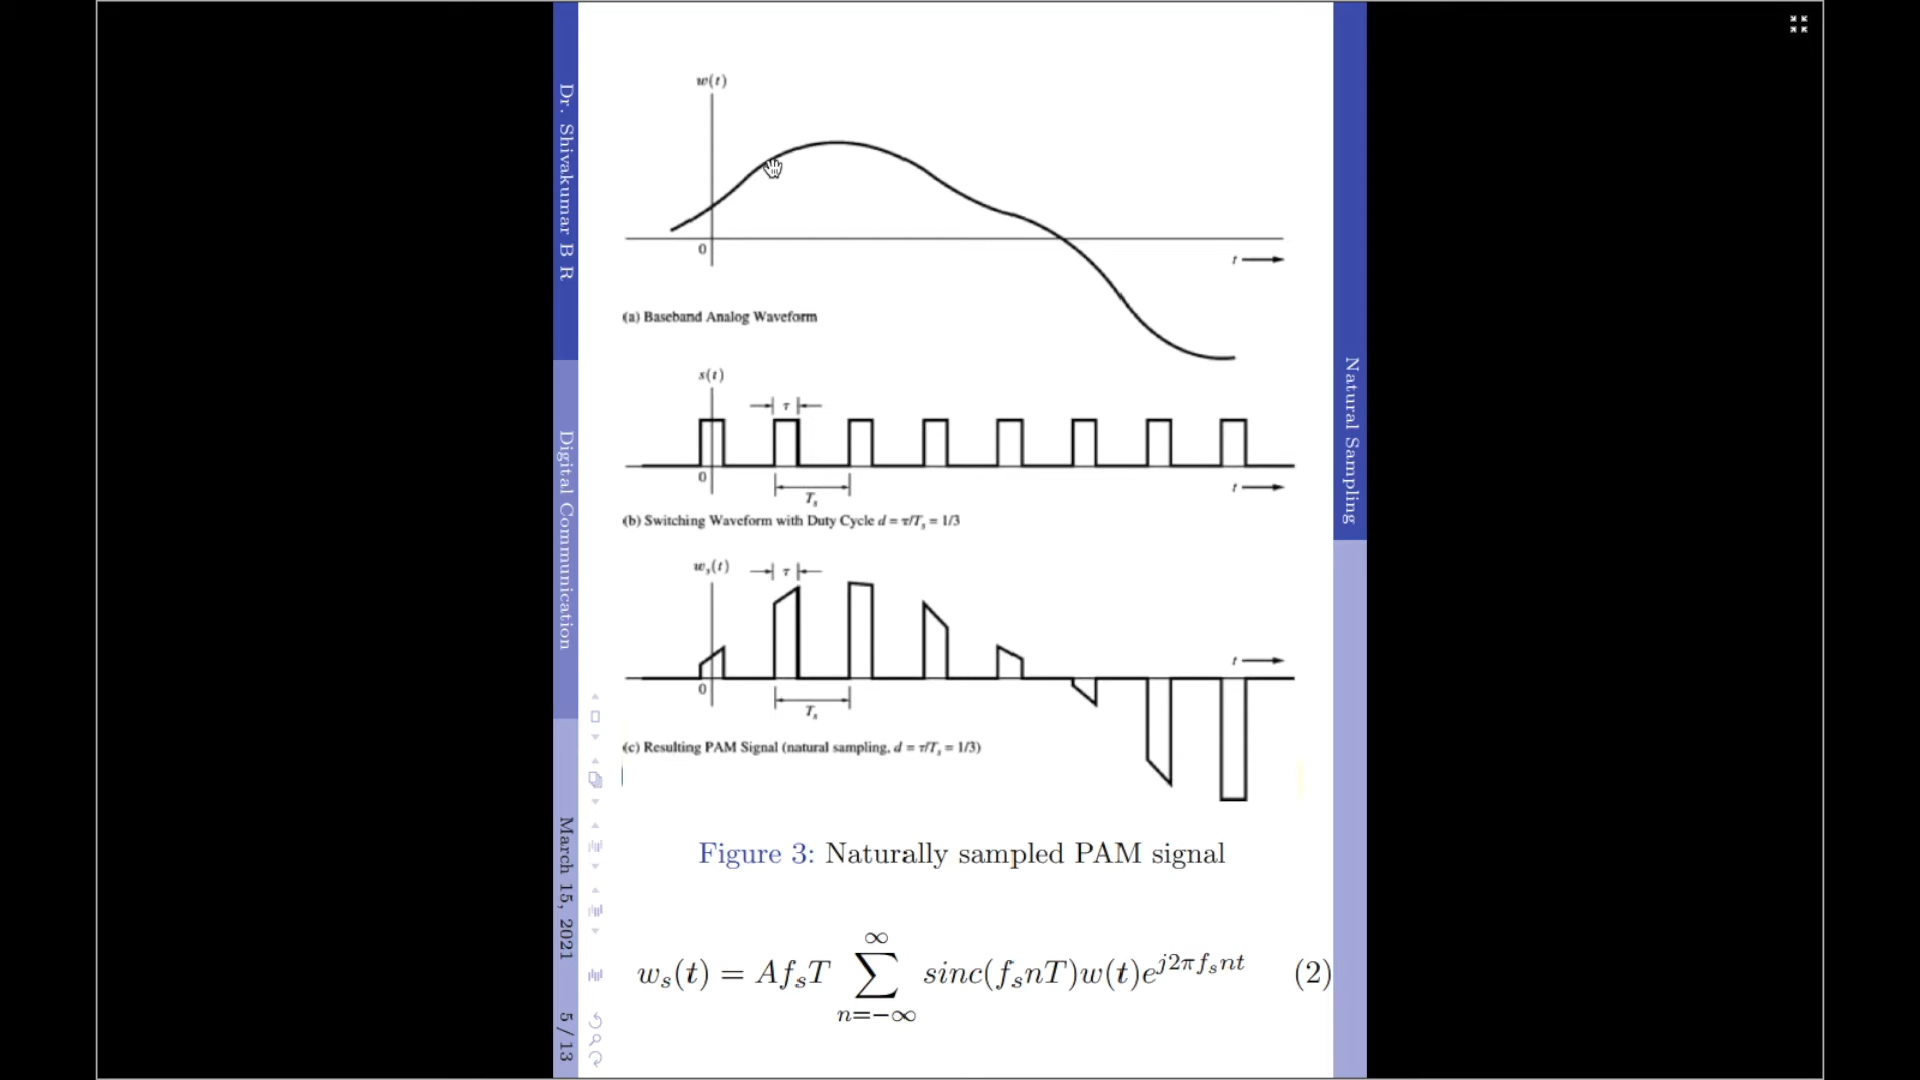 Dr. Shivakumar B R
Digital Communication
March 15, 2021
5 / 13
Natural Sampling
w(t)
0
t
(a) Baseband Analog Waveform
s(t)
τ
0
T_s
t
(b) Switching Waveform with Duty Cycle d = τ/T_s = 1/3
w_s(t)
τ
t
0
T_s
(c) Resulting PAM Signal (natural sampling, d = τ/T_s = 1/3)
Figure 3: Naturally sampled PAM signal
w_s(t) = Af_sT ∑_{n=−∞}^{∞} sinc(f_snT)w(t)e^{j2πf_snt} (2)